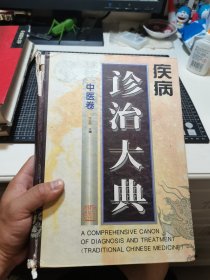 疾病
诊治大典
中医卷
A COMPREHENSIVE CANON
OF DIAGNOSIS AND TREATMENT
(TRADITIONAL CHINESE MEDICINE)